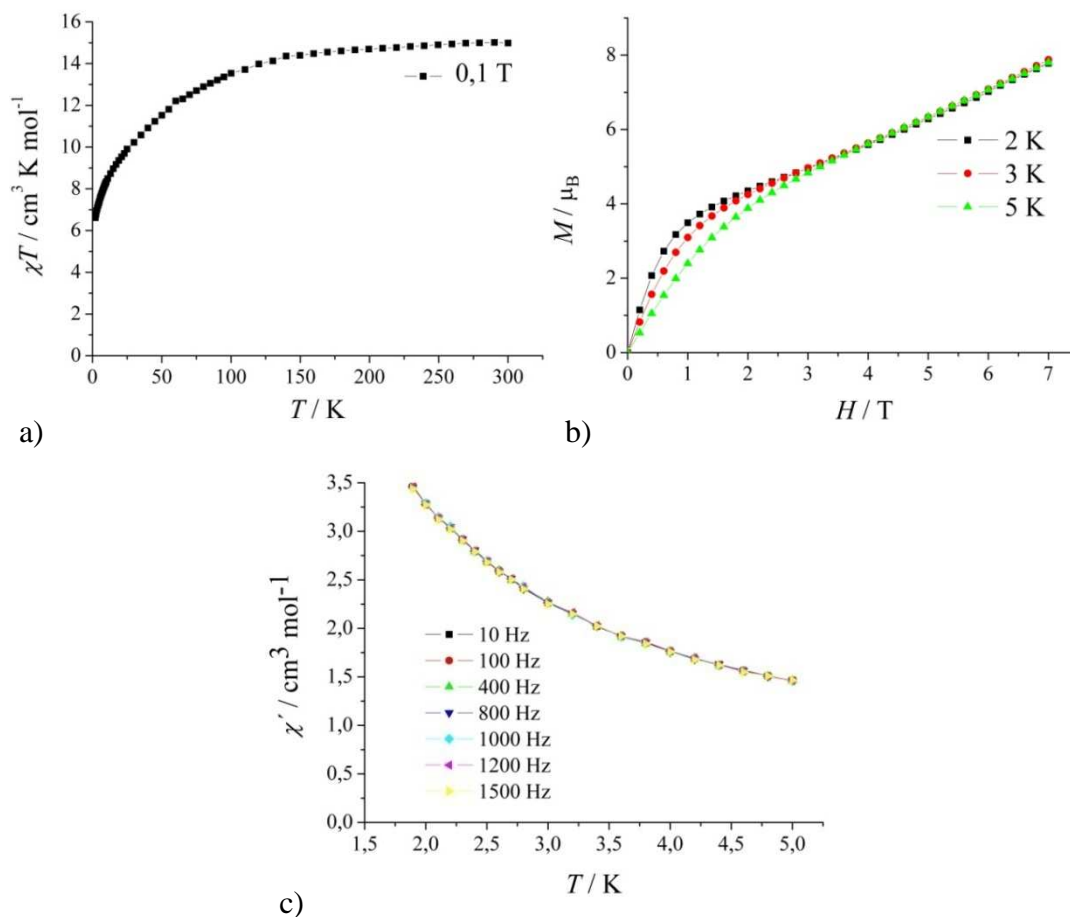 16
14
12
10
8
6
4
2
0
χT / cm³ K mol⁻¹
0,1 T
0 50 100 150 200 250 300
T / K
a)
8
6
4
2
0
M / μB
2 K
3 K
5 K
0 1 2 3 4 5 6 7
H / T
b)
3,5
3,0
2,5
2,0
1,5
1,0
0,5
0,0
χ´ / cm³ mol-1
10 Hz
100 Hz
400 Hz
800 Hz
1000 Hz
1200 Hz
1500 Hz
1,5 2,0 2,5 3,0 3,5 4,0 4,5 5,0
T / K
c)